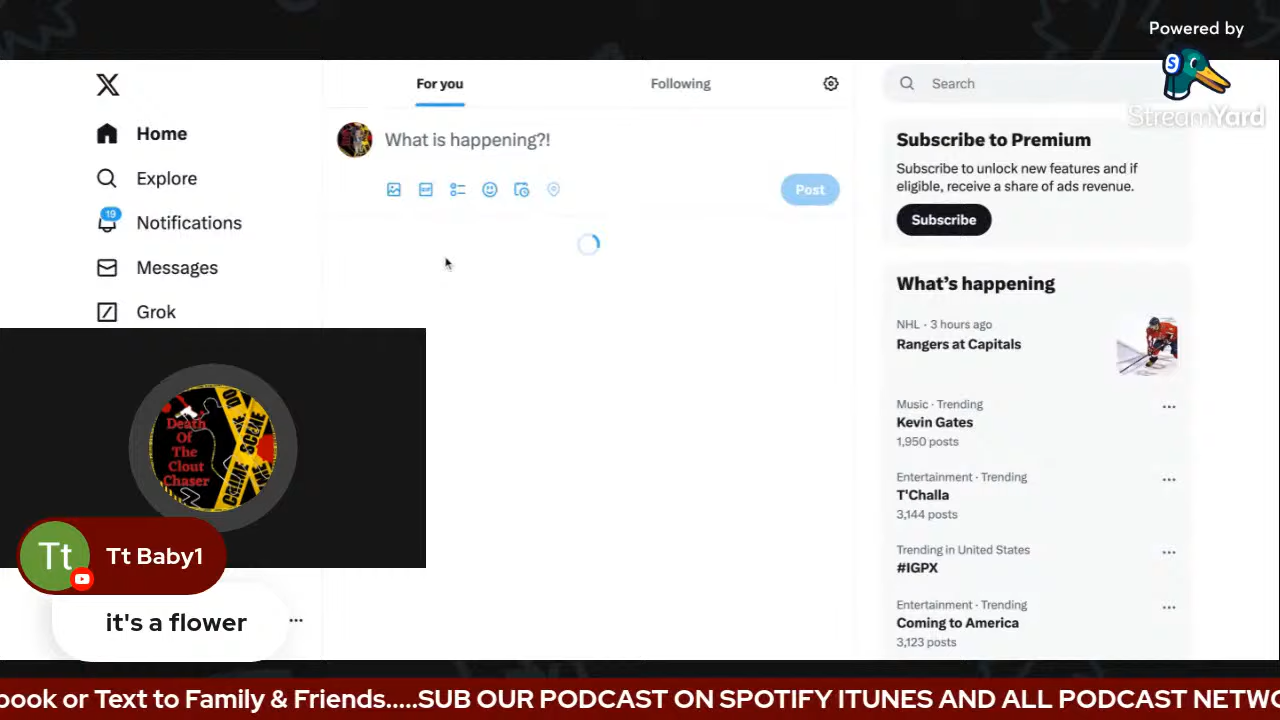 Powered by
StreamYard
For you
Following
Search
Home
Explore
19
Notifications
Messages
Grok
What is happening?!
GIF
Post
Subscribe to Premium
Subscribe to unlock new features and if
eligible, receive a share of ads revenue.
Subscribe
What's happening
NHL · 3 hours ago
Rangers at Capitals
Music · Trending
Kevin Gates
1,950 posts
Entertainment · Trending
T'Challa
3,144 posts
Trending in United States
#IGPX
Entertainment · Trending
Coming to America
3,123 posts
Death
Of
The
Clout
Chaser
Tt
Tt Baby1
it's a flower
book or Text to Family & Friends.....SUB OUR PODCAST ON SPOTIFY ITUNES AND ALL PODCAST NETWO